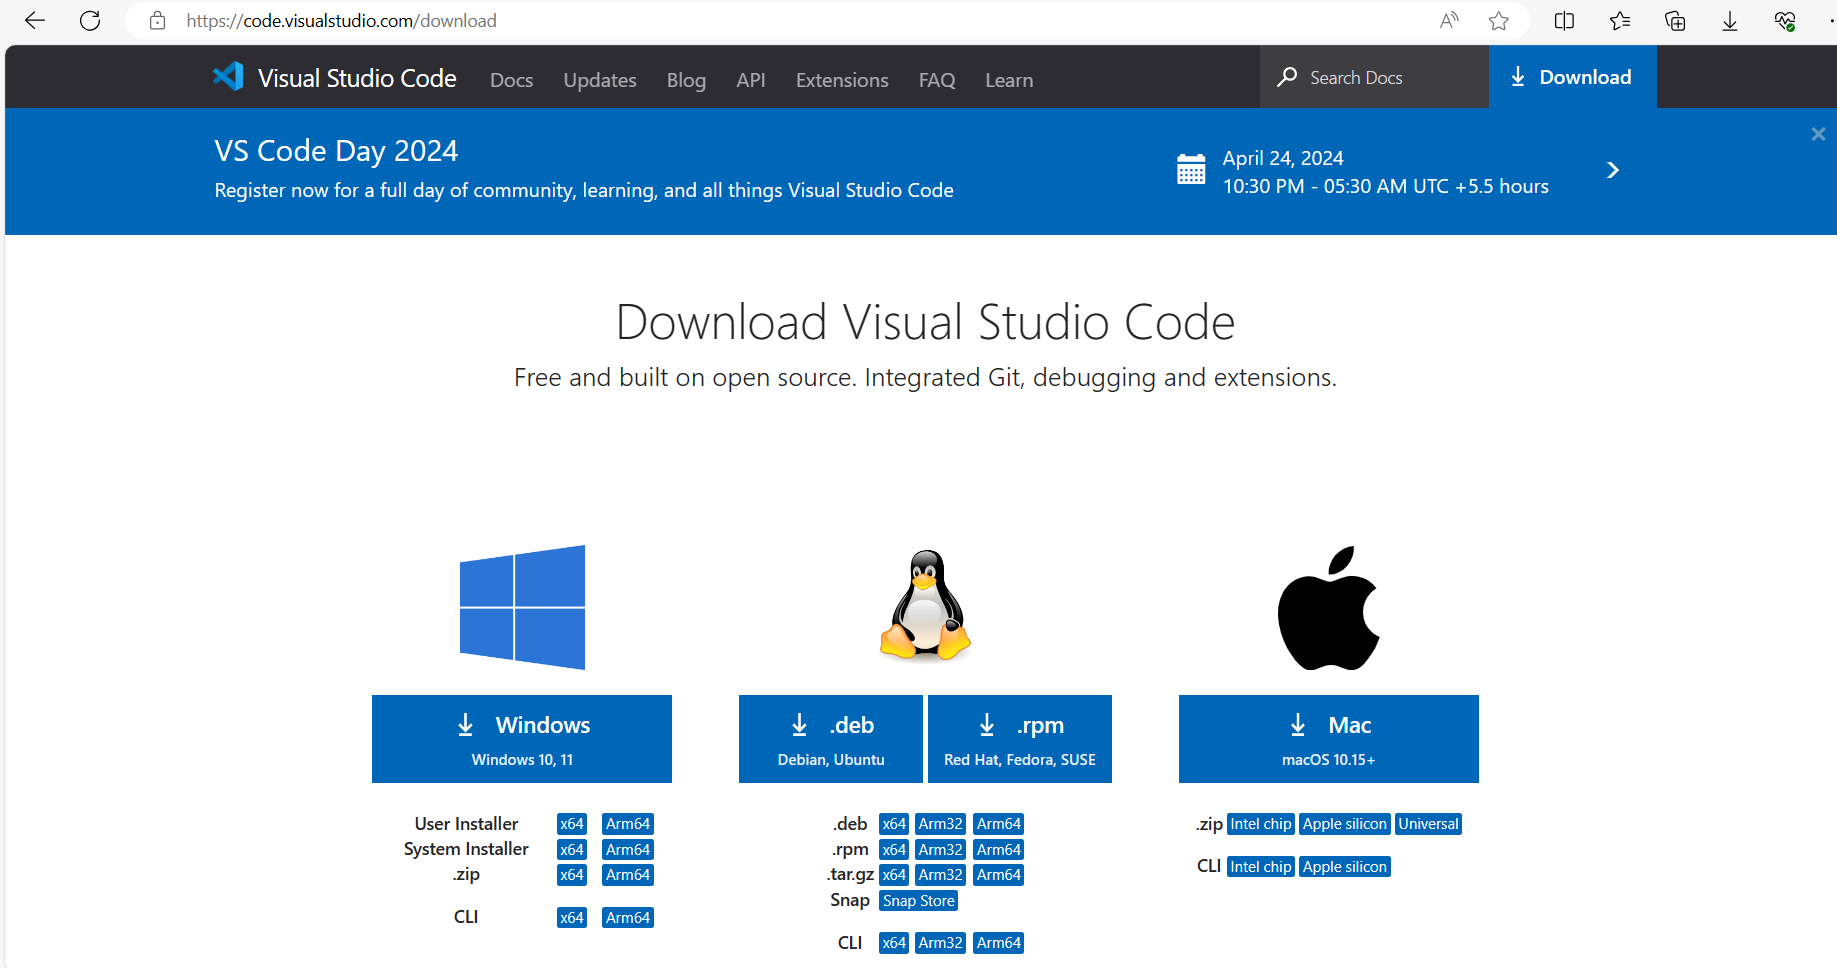 https://code.visualstudio.com/download
Visual Studio Code Docs Updates Blog API Extensions FAQ Learn Search Docs Download
VS Code Day 2024
Register now for a full day of community, learning, and all things Visual Studio Code
April 24, 2024
10:30 PM - 05:30 AM UTC +5.5 hours
Download Visual Studio Code
Free and built on open source. Integrated Git, debugging and extensions.
Windows
Windows 10, 11
User Installer x64 Arm64
System Installer x64 Arm64
.zip x64 Arm64
CLI x64 Arm64
.deb
Debian, Ubuntu
.rpm
Red Hat, Fedora, SUSE
.deb x64 Arm32 Arm64
.rpm x64 Arm32 Arm64
.tar.gz x64 Arm32 Arm64
Snap Snap Store
CLI x64 Arm32 Arm64
Mac
macOS 10.15+
.zip Intel chip Apple silicon Universal
CLI Intel chip Apple silicon